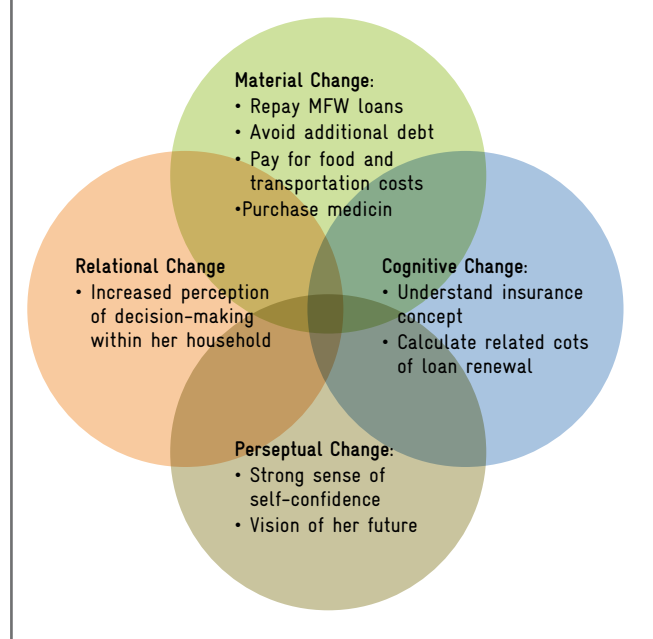 Material Change:
• Repay MFW loans
• Avoid additional debt
• Pay for food and
transportation costs
•Purchase medicin
Relational Change
• Increased perception
of decision-making
within her household
Cognitive Change:
• Understand insurance
concept
• Calculate related cots
of loan renewal
Perseptual Change:
• Strong sense of
self-confidence
• Vision of her future